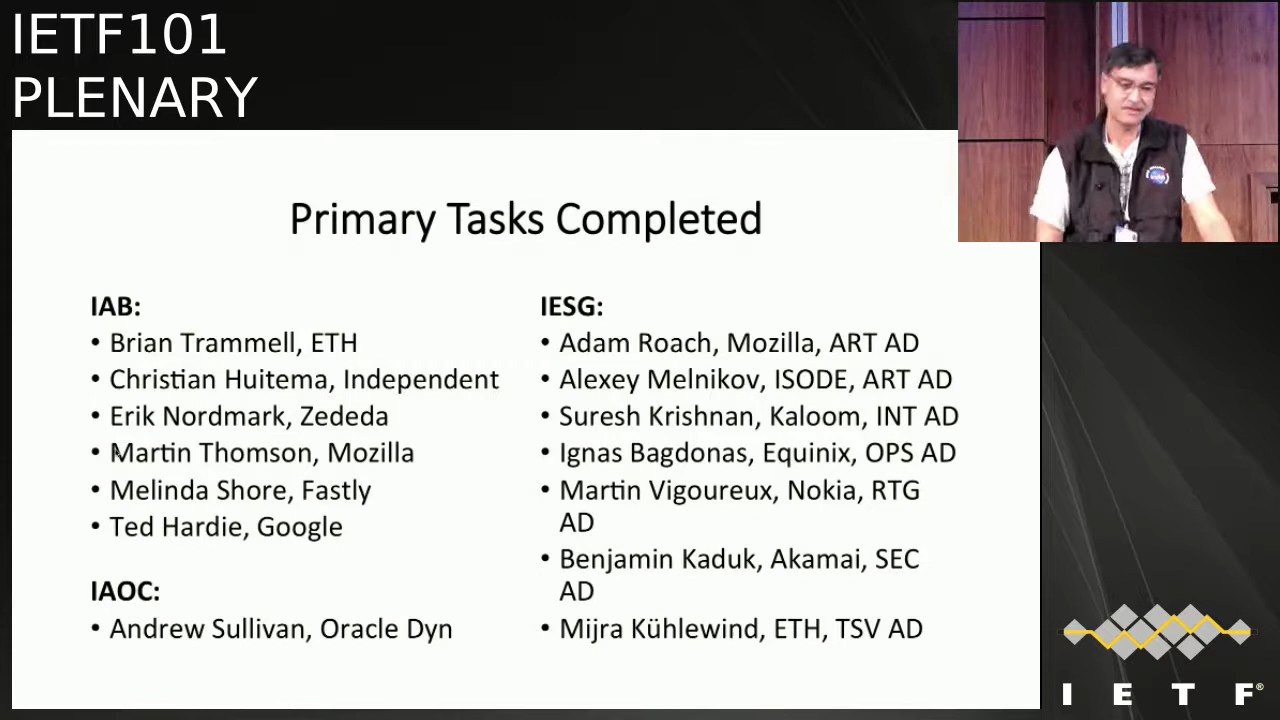 IETF101
PLENARY
Primary Tasks Completed
IAB:
• Brian Trammell, ETH
• Christian Huitema, Independent
• Erik Nordmark, Zededa
• Martin Thomson, Mozilla
• Melinda Shore, Fastly
• Ted Hardie, Google
IAOC:
• Andrew Sullivan, Oracle Dyn
IESG:
• Adam Roach, Mozilla, ART AD
• Alexey Melnikov, ISODE, ART AD
• Suresh Krishnan, Kaloom, INT AD
• Ignas Bagdonas, Equinix, OPS AD
• Martin Vigoureux, Nokia, RTG
AD
• Benjamin Kaduk, Akamai, SEC
AD
• Mijra Kühlewind, ETH, TSV AD
I E T F®